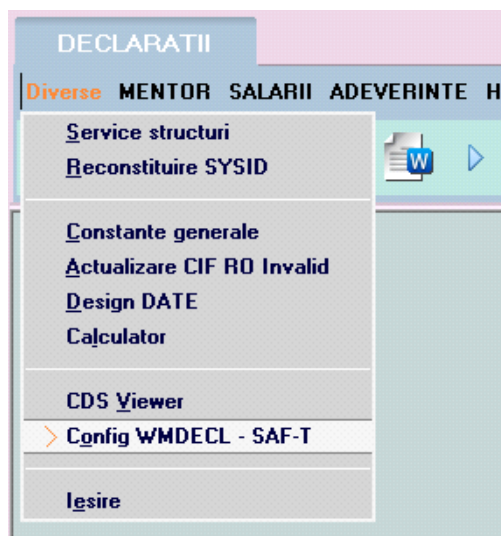 DECLARATII
Diverse MENTOR SALARII ADEVERINTE H
Service structuri
Reconstituire SYSID
W
Constante generale
Actualizare CIF RO Invalid
Design DATE
Calculator
CDS Viewer
Config WMDECL - SAF-T
Iesire